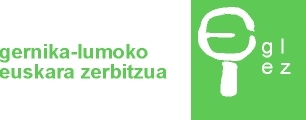 gernika-lumoko
euskara zerbitzua
E g l
e z